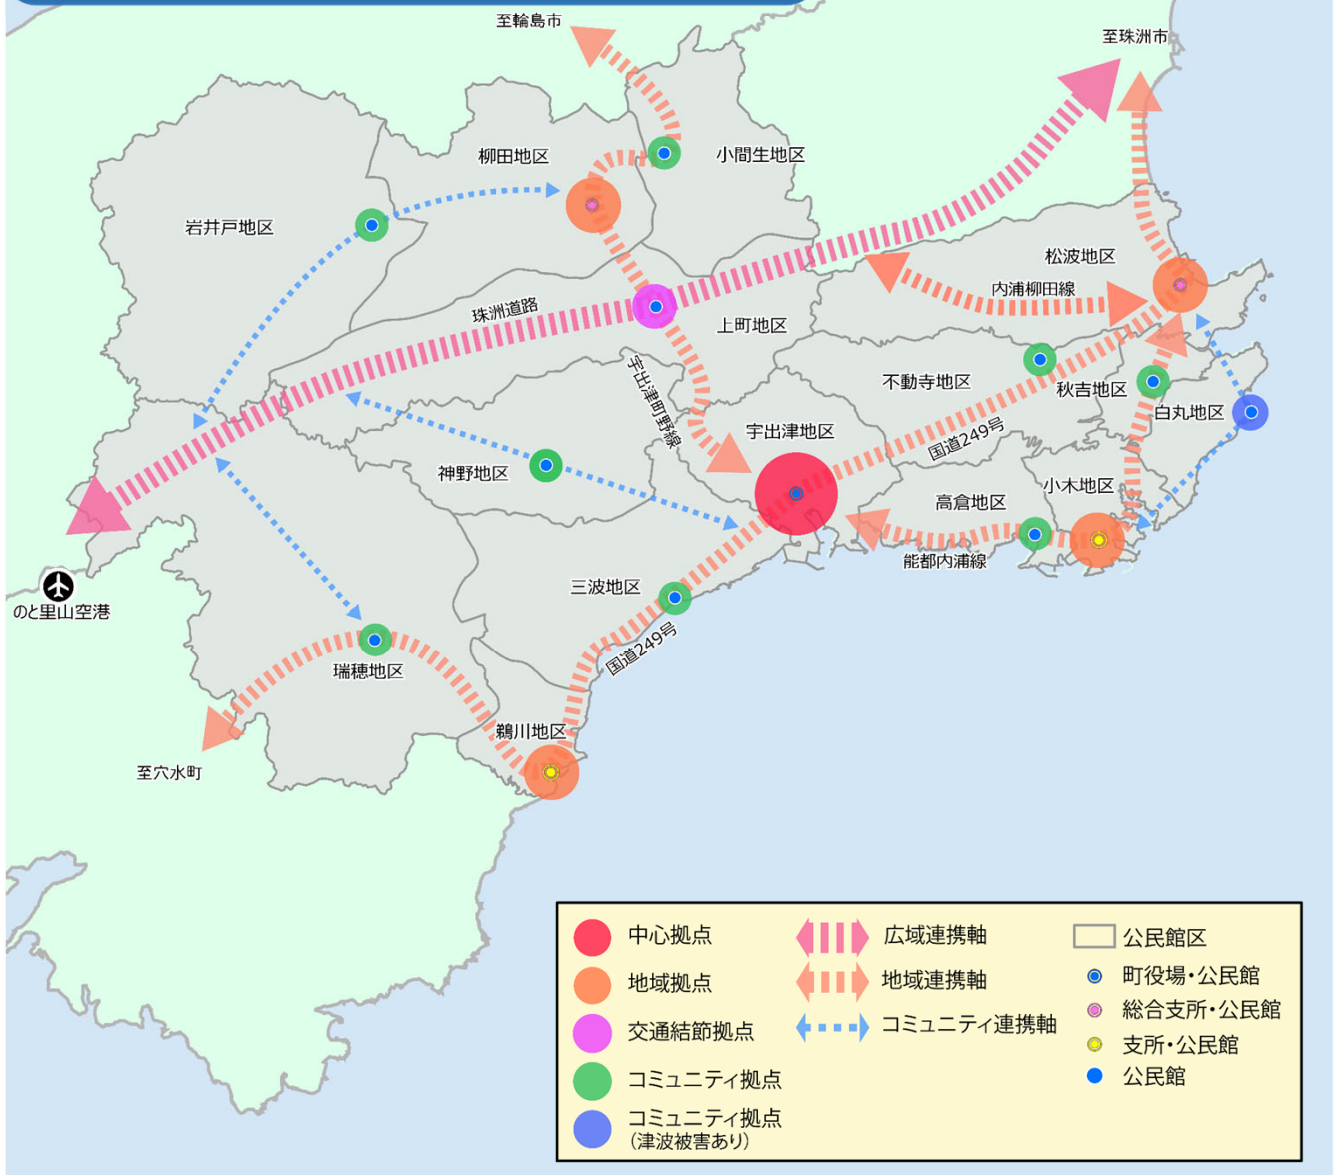 至輪島市
至珠洲市
柳田地区
小間生地区
岩井戸地区
松波地区
内浦柳田線
珠洲道路
上町地区
宇出津町野線
不動寺地区
秋吉地区
白丸地区
宇出津地区
国道249号
神野地区
小木地区
高倉地区
能都内浦線
三波地区
のと里山空港
国道249号
瑞穂地区
鵜川地区
至穴水町
中心拠点
地域拠点
交通結節拠点
コミュニティ拠点
コミュニティ拠点
(津波被害あり)
広域連携軸
地域連携軸
コミュニティ連携軸
公民館区
町役場・公民館
総合支所・公民館
支所・公民館
公民館